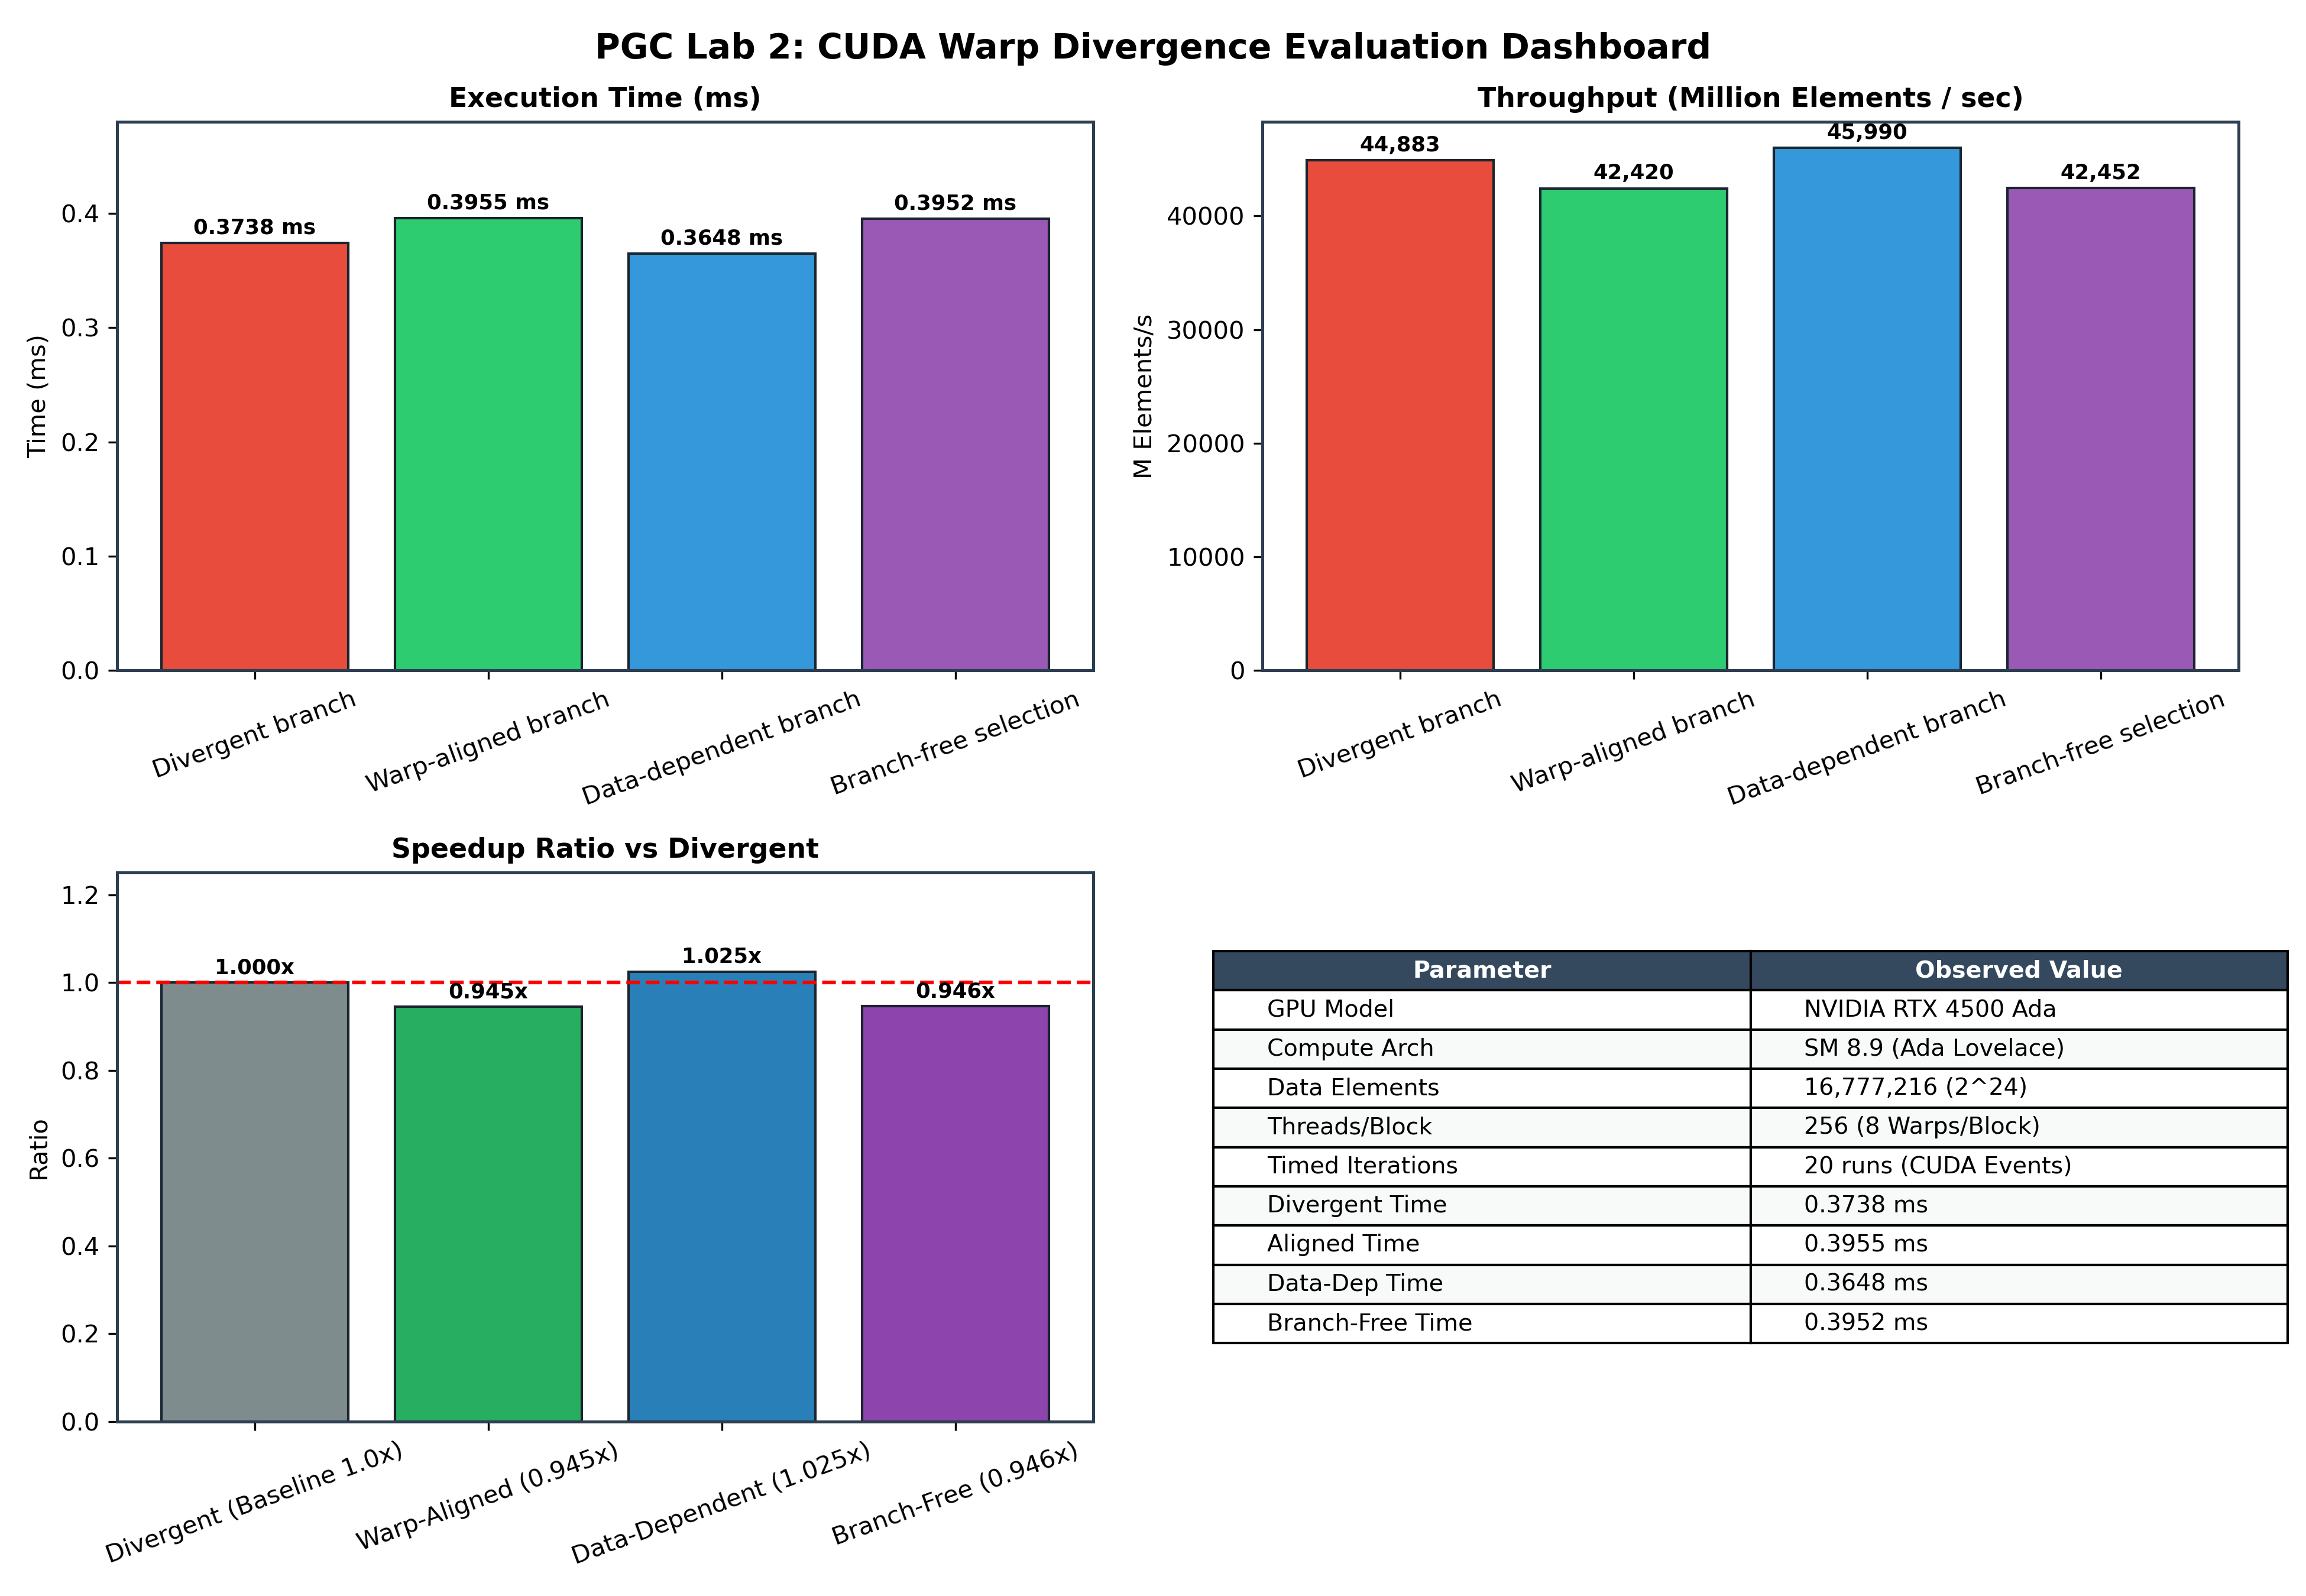 PGC Lab 2: CUDA Warp Divergence Evaluation Dashboard
Execution Time (ms)
Time (ms)
0.4
0.3
0.2
0.1
0.0
0.3738 ms
0.3955 ms
0.3648 ms
0.3952 ms
Divergent branch
Warp-aligned branch
Data-dependent branch
Branch-free selection
Throughput (Million Elements / sec)
M Elements/s
40000
30000
20000
10000
0
44,883
42,420
45,990
42,452
Divergent branch
Warp-aligned branch
Data-dependent branch
Branch-free selection
Speedup Ratio vs Divergent
Ratio
1.2
1.0
0.8
0.6
0.4
0.2
0.0
1.000x
0.945x
1.025x
0.946x
Divergent (Baseline 1.0x)
Warp-Aligned (0.945x)
Data-Dependent (1.025x)
Branch-Free (0.946x)
Parameter Observed Value
GPU Model NVIDIA RTX 4500 Ada
Compute Arch SM 8.9 (Ada Lovelace)
Data Elements 16,777,216 (2^24)
Threads/Block 256 (8 Warps/Block)
Timed Iterations 20 runs (CUDA Events)
Divergent Time 0.3738 ms
Aligned Time 0.3955 ms
Data-Dep Time 0.3648 ms
Branch-Free Time 0.3952 ms